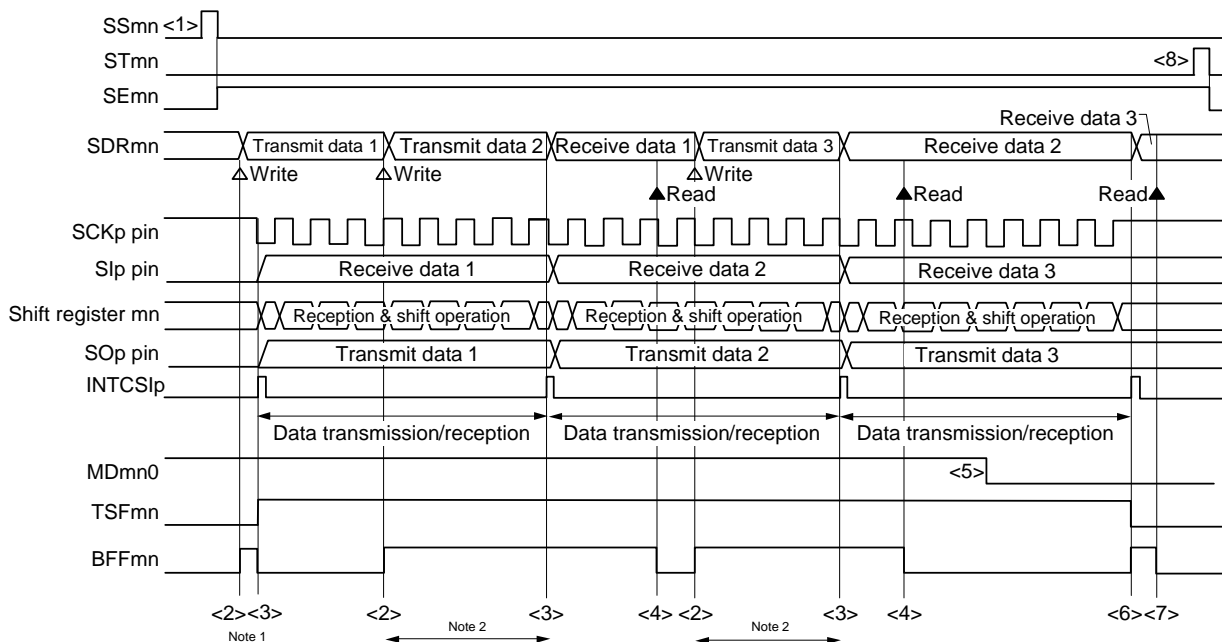 SSmn <1>
STmn <8>
SEmn
Receive data 3
SDRmn Transmit data 1 Transmit data 2 Receive data 1 Transmit data 3 Receive data 2
Write Write Read Write Read Read
SCKp pin
SIp pin Receive data 1 Receive data 2 Receive data 3
Shift register mn Reception & shift operation Reception & shift operation Reception & shift operation
SOp pin Transmit data 1 Transmit data 2 Transmit data 3
INTCSIp
Data transmission/reception Data transmission/reception Data transmission/reception
MDmn0 <5>
TSFmn
BFFmn
<2> <3> <2> <3> <4> <2> <3> <4> <6> <7>
Note 1 Note 2 Note 2